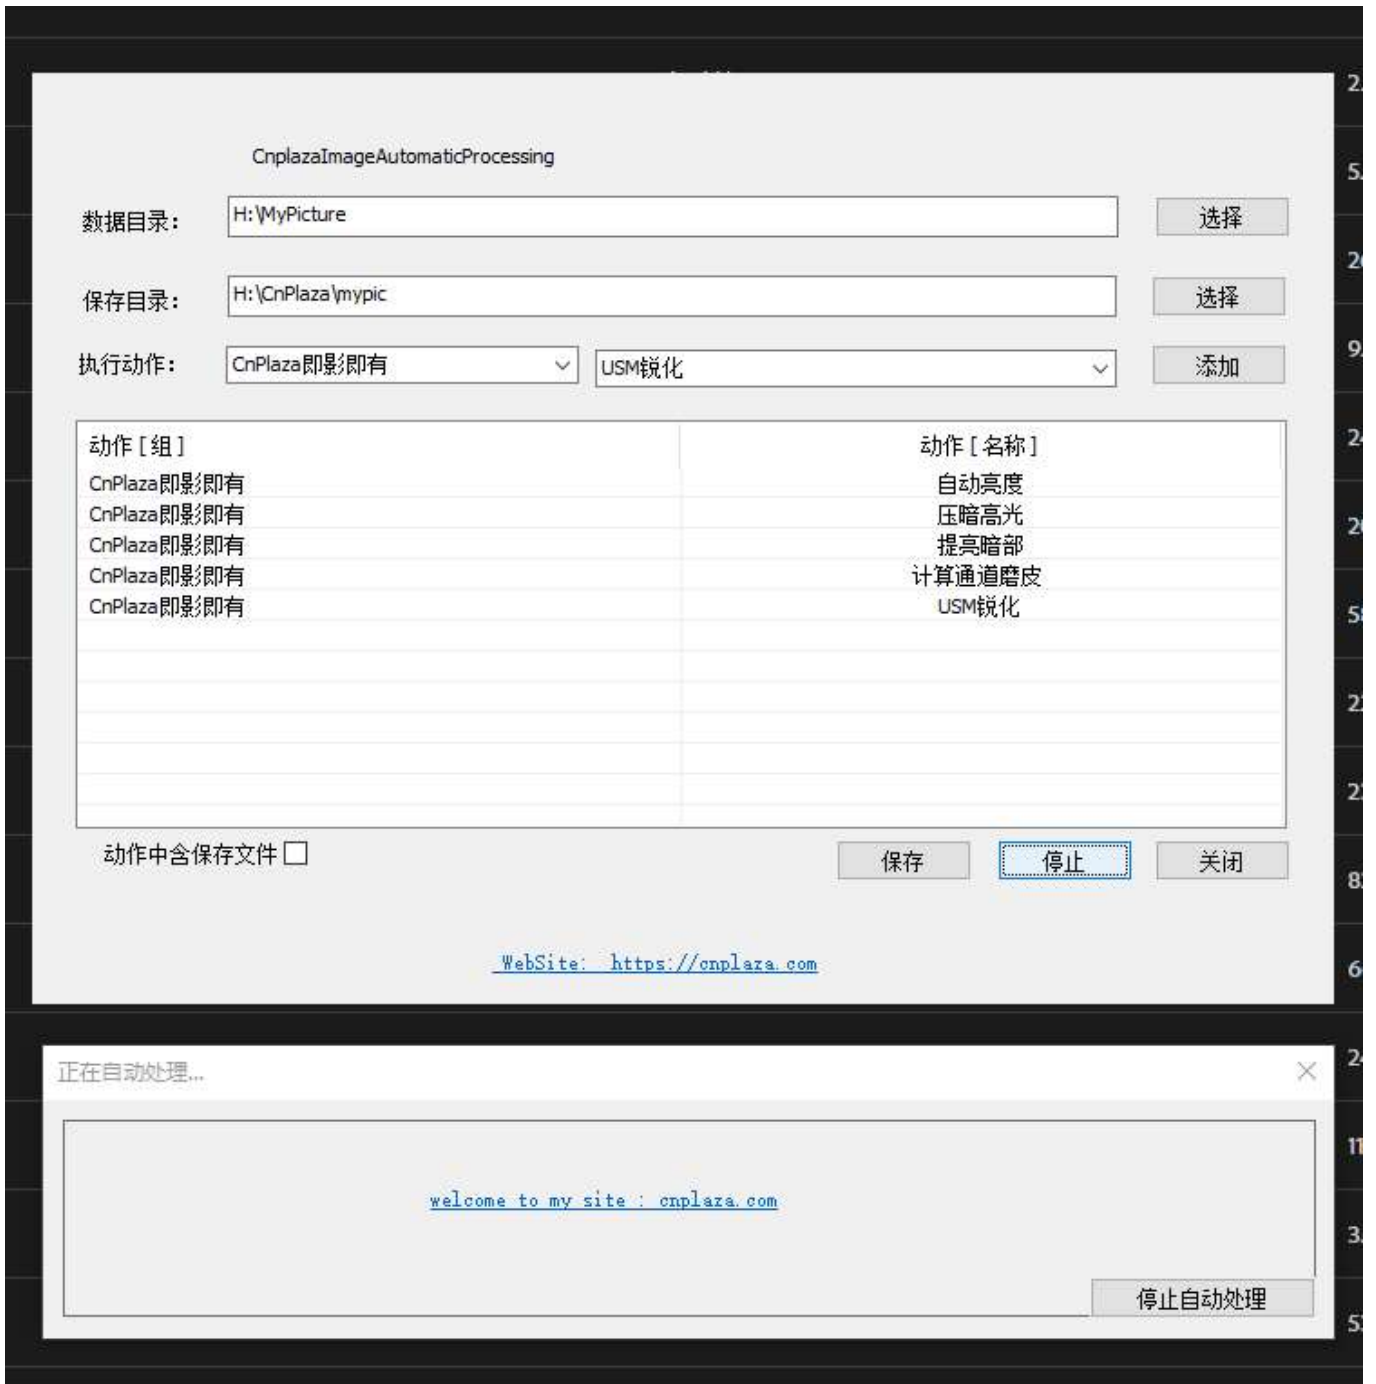 CnplazaImageAutomaticProcessing
数据目录： H:\MyPicture 选择
保存目录： H:\CnPlaza\mypic 选择
执行动作： CnPlaza即影即有 USM锐化 添加
动作[组] 动作[名称]
CnPlaza即影即有 自动亮度
CnPlaza即影即有 压暗高光
CnPlaza即影即有 提亮暗部
CnPlaza即影即有 计算通道磨皮
CnPlaza即影即有 USM锐化
动作中含保存文件 保存 停止 关闭
WebSite: https://cnplaza.com
正在自动处理...
welcome to my site : cnplaza.com
停止自动处理